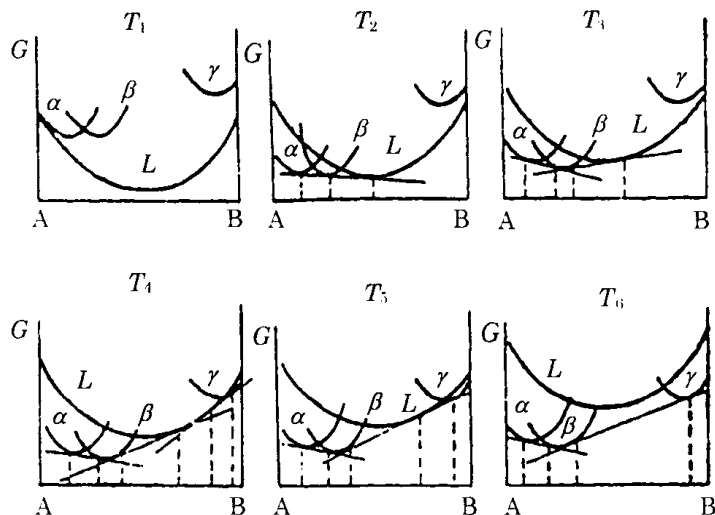 T₁ T₂ T₃
G α β γ L
G α β γ L
G α β γ L
A B A B A B
T₄ T₅ T₆
G L α β γ
G α β L γ
G L α β γ
A B A B A B